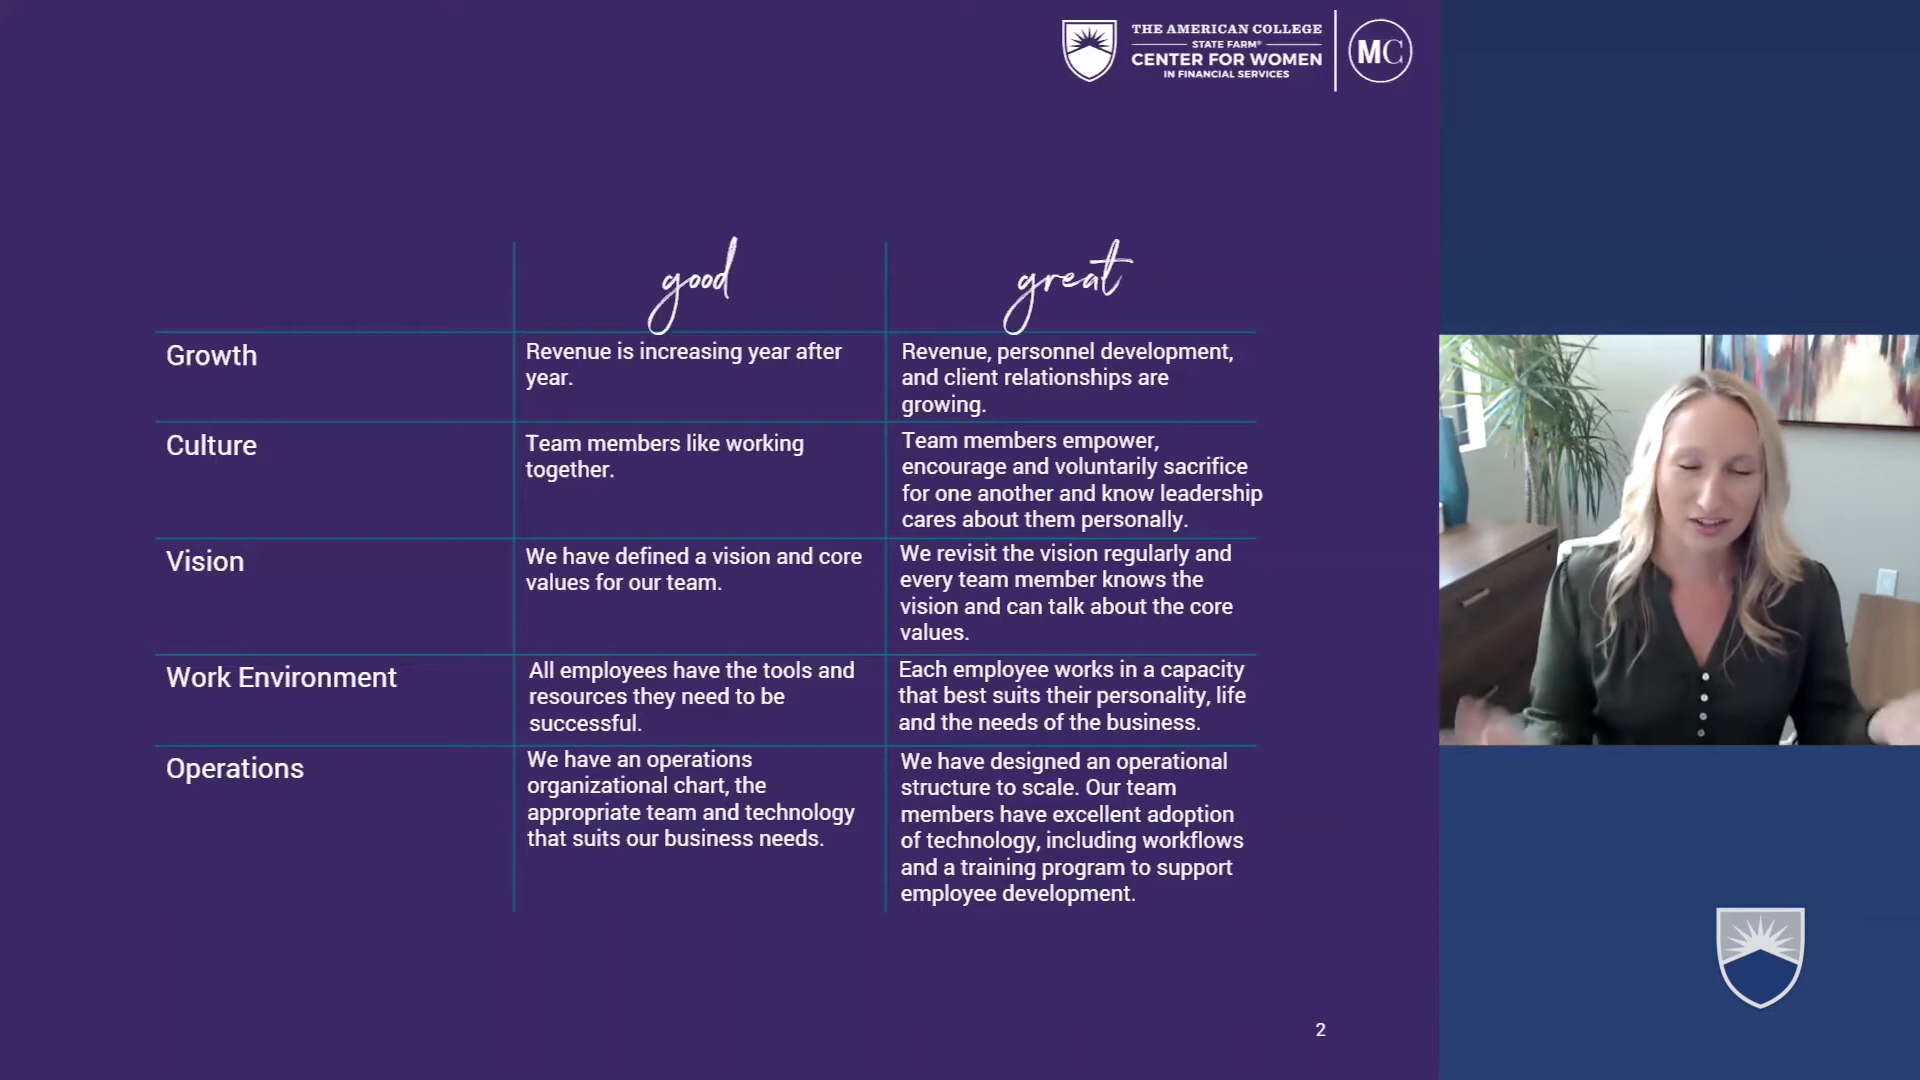 THE AMERICAN COLLEGE
STATE FARM®
CENTER FOR WOMEN
IN FINANCIAL SERVICES
MC
good
great
Growth
Revenue is increasing year after
year.
Revenue, personnel development,
and client relationships are
growing.
Culture
Team members like working
together.
Team members empower,
encourage and voluntarily sacrifice
for one another and know leadership
cares about them personally.
Vision
We have defined a vision and core
values for our team.
We revisit the vision regularly and
every team member knows the
vision and can talk about the core
values.
Work Environment
All employees have the tools and
resources they need to be
successful.
Each employee works in a capacity
that best suits their personality, life
and the needs of the business.
Operations
We have an operations
organizational chart, the
appropriate team and technology
that suits our business needs.
We have designed an operational
structure to scale. Our team
members have excellent adoption
of technology, including workflows
and a training program to support
employee development.
2